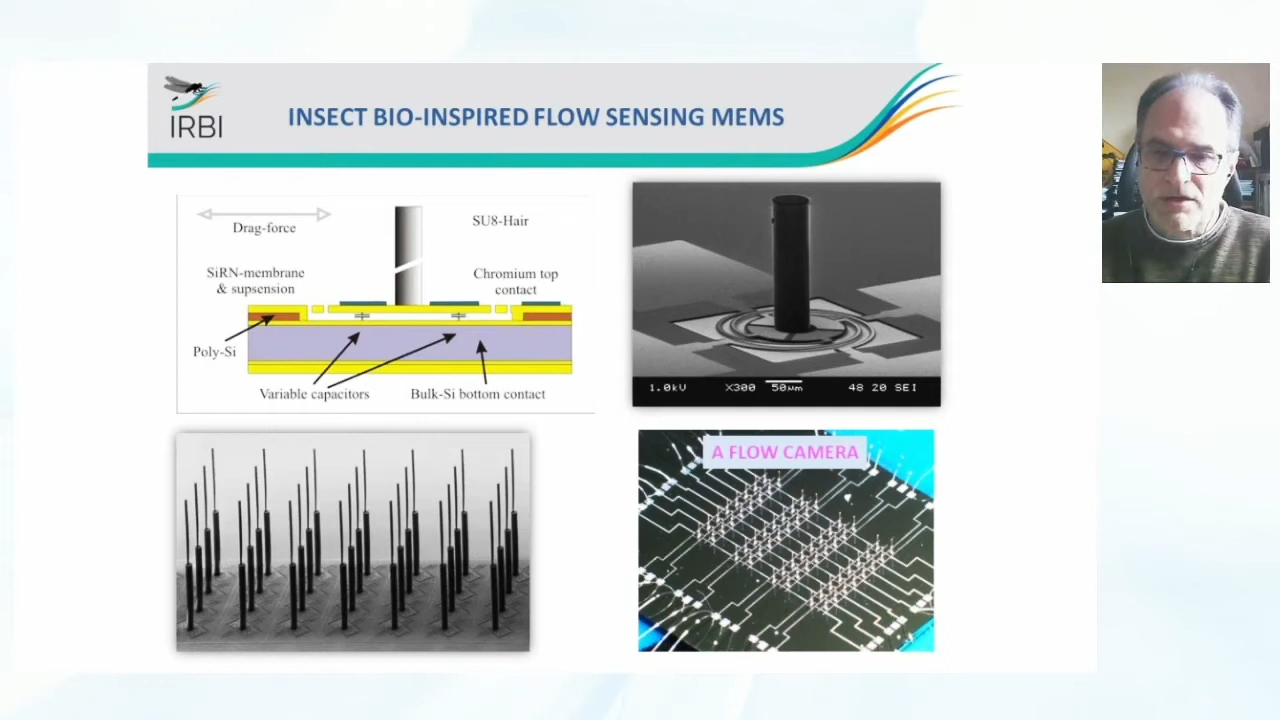 IRBI
INSECT BIO-INSPIRED FLOW SENSING MEMS
Drag-force
SU8-Hair
SiRN-membrane
& supsension
Chromium top
contact
Poly-Si
Variable capacitors
Bulk-Si bottom contact
1.0kV X300 50µm 48 20 SEI
A FLOW CAMERA